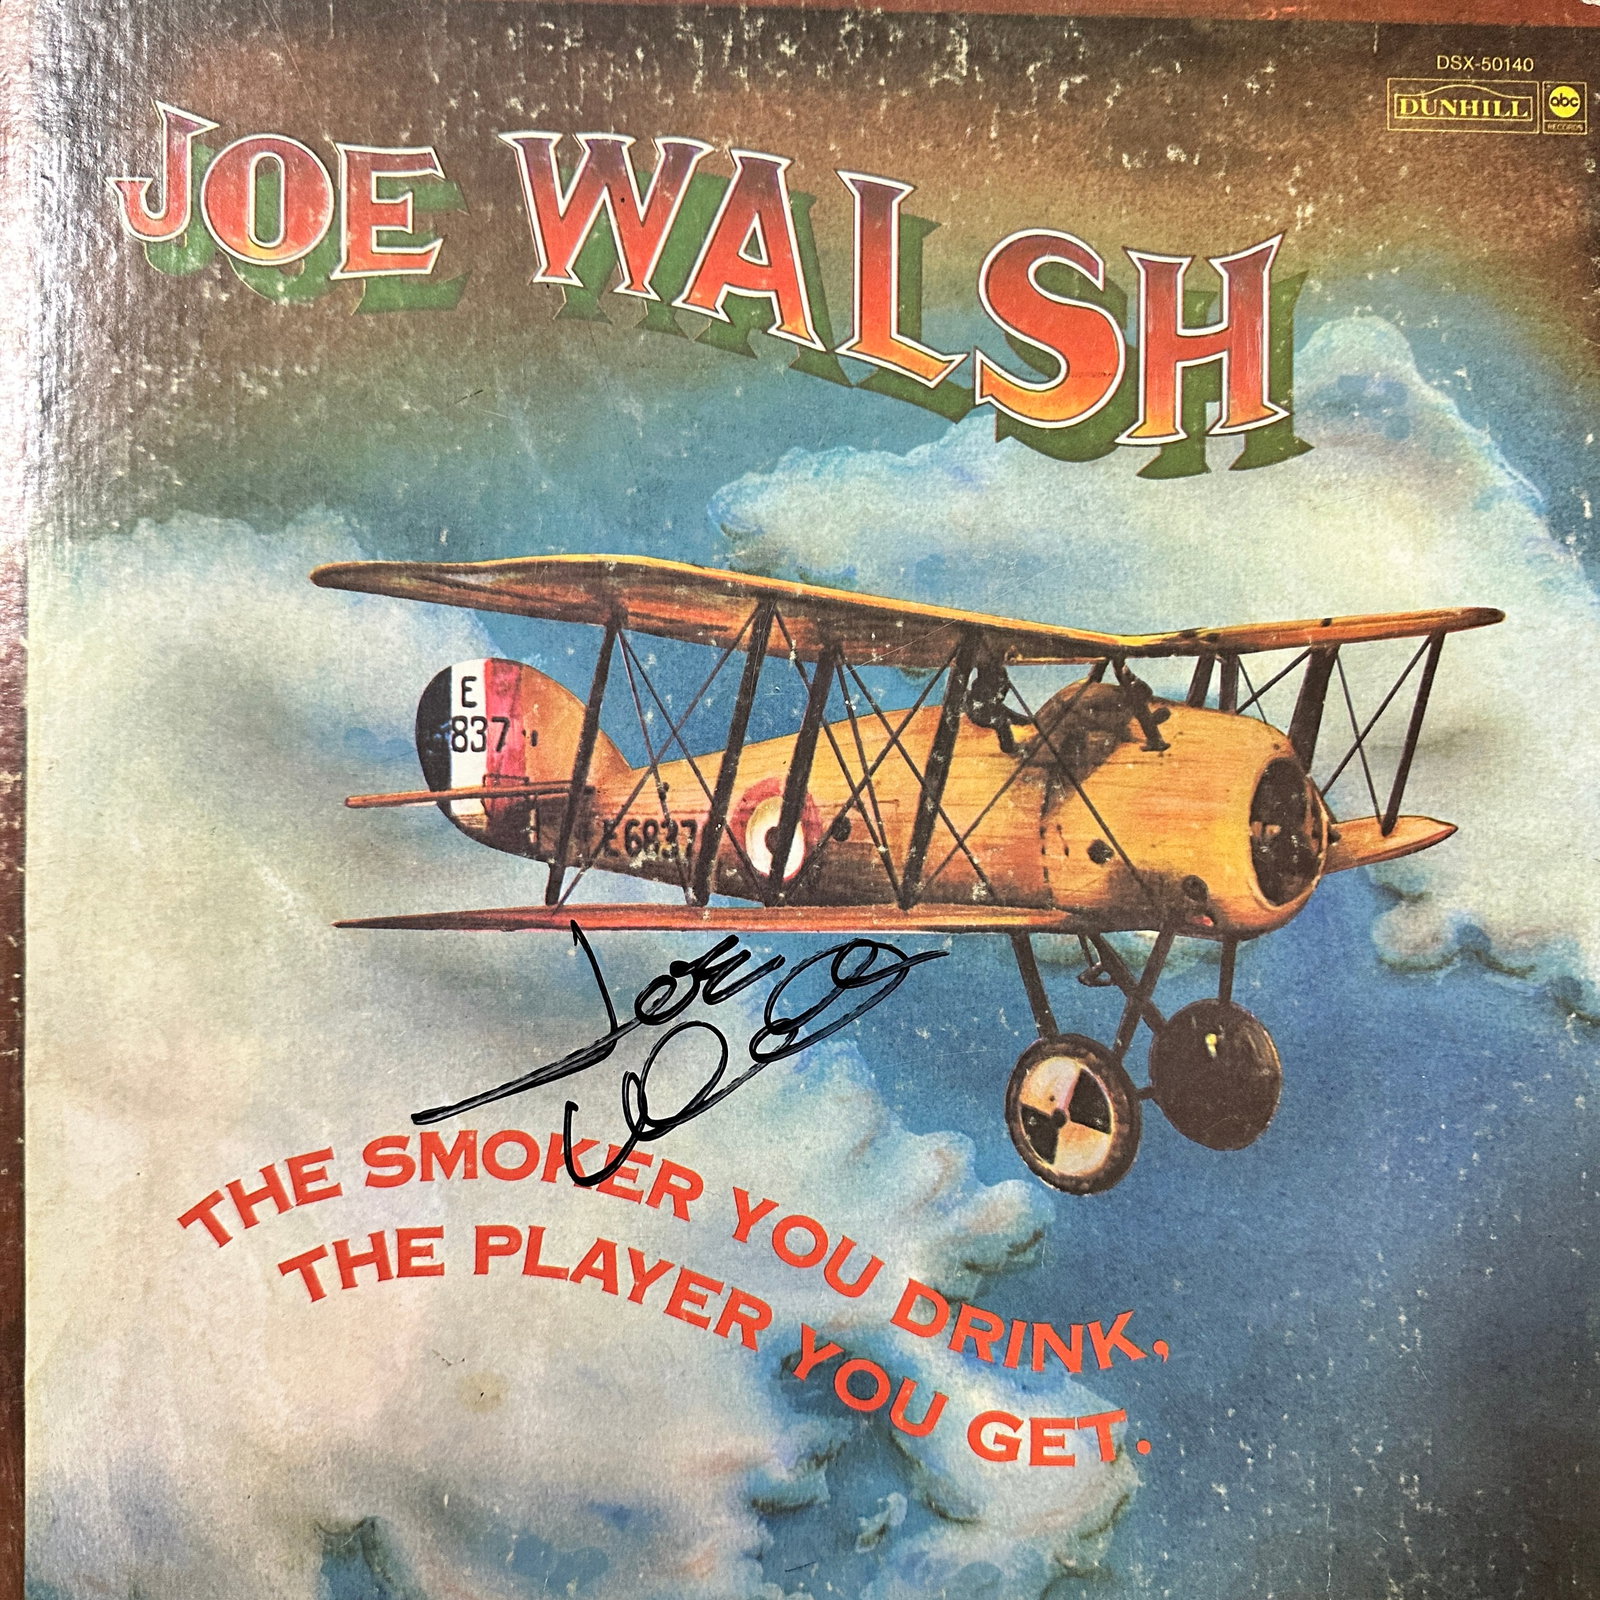 DSX-50140
DUNHILL
abc
RECORDS
JOE WALSH
E
837
E6837
THE SMOKER YOU DRINK,
THE PLAYER YOU GET.